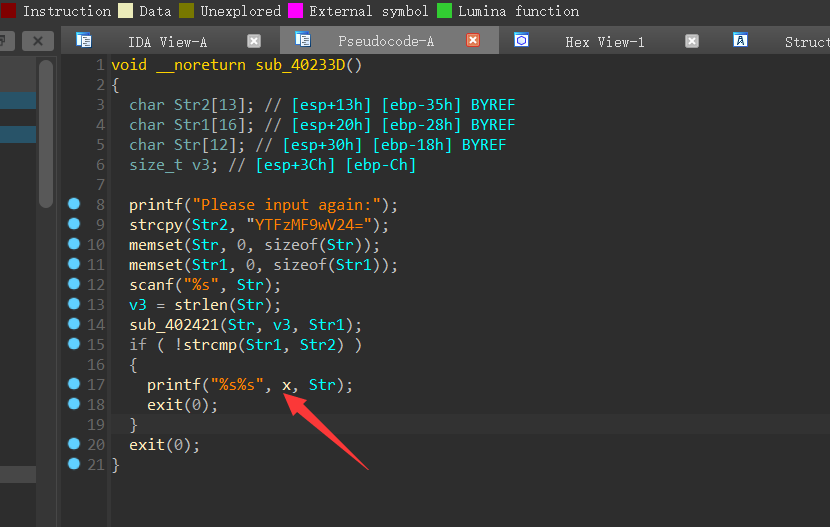 Instruction Data Unexplored External symbol Lumina function
IDA View-A Pseudocode-A Hex View-1 Struct
1 void __noreturn sub_40233D()
2 {
3 char Str2[13]; // [esp+13h] [ebp-35h] BYREF
4 char Str1[16]; // [esp+20h] [ebp-28h] BYREF
5 char Str[12]; // [esp+30h] [ebp-18h] BYREF
6 size_t v3; // [esp+3Ch] [ebp-Ch]
7
8 printf("Please input again:");
9 strcpy(Str2, "YTFzMF9wV24=");
10 memset(Str, 0, sizeof(Str));
11 memset(Str1, 0, sizeof(Str1));
12 scanf("%s", Str);
13 v3 = strlen(Str);
14 sub_402421(Str, v3, Str1);
15 if ( !strcmp(Str1, Str2) )
16 {
17 printf("%s%s", x, Str);
18 exit(0);
19 }
20 exit(0);
21 }